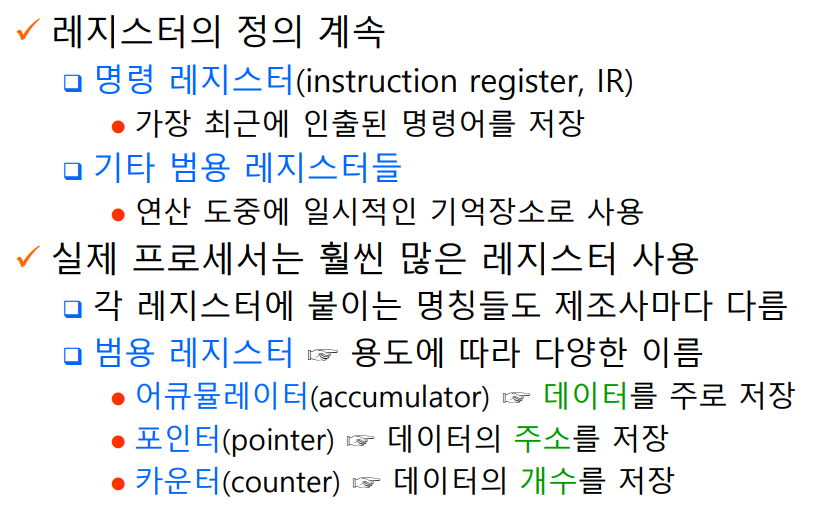 ✓ 레지스터의 정의 계속
❑ 명령 레지스터(instruction register, IR)
● 가장 최근에 인출된 명령어를 저장
❑ 기타 범용 레지스터들
● 연산 도중에 일시적인 기억장소로 사용
✓ 실제 프로세서는 훨씬 많은 레지스터 사용
❑ 각 레지스터에 붙이는 명칭들도 제조사마다 다름
❑ 범용 레지스터 ☞ 용도에 따라 다양한 이름
● 어큐뮬레이터(accumulator) ☞ 데이터를 주로 저장
● 포인터(pointer) ☞ 데이터의 주소를 저장
● 카운터(counter) ☞ 데이터의 개수를 저장